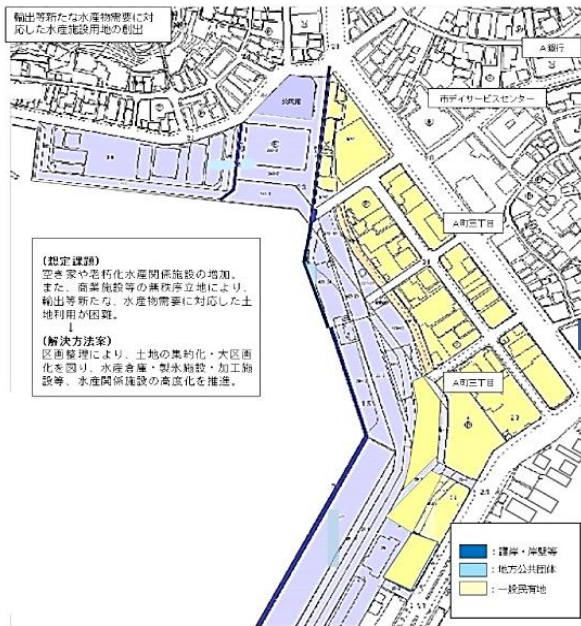 輸出等新たな水産物需要に対
応した水産施設用地の創出
A銀行
市デイサービスセンター
公民館
A町三丁目
(想定課題)
空き家や老朽化水産関係施設の増加。
また、商業施設等の無秩序立地により、
輸出等新たな、水産物需要に対応した土
地利用が困難。
↓
(解決方法案)
区画整理により、土地の集約化・大区画
化を図り、水産倉庫・製氷施設・加工施
設等、水産関係施設の高度化を推進。
A町三丁目
:護岸・岸壁等
:地方公共団体
:一般民有地